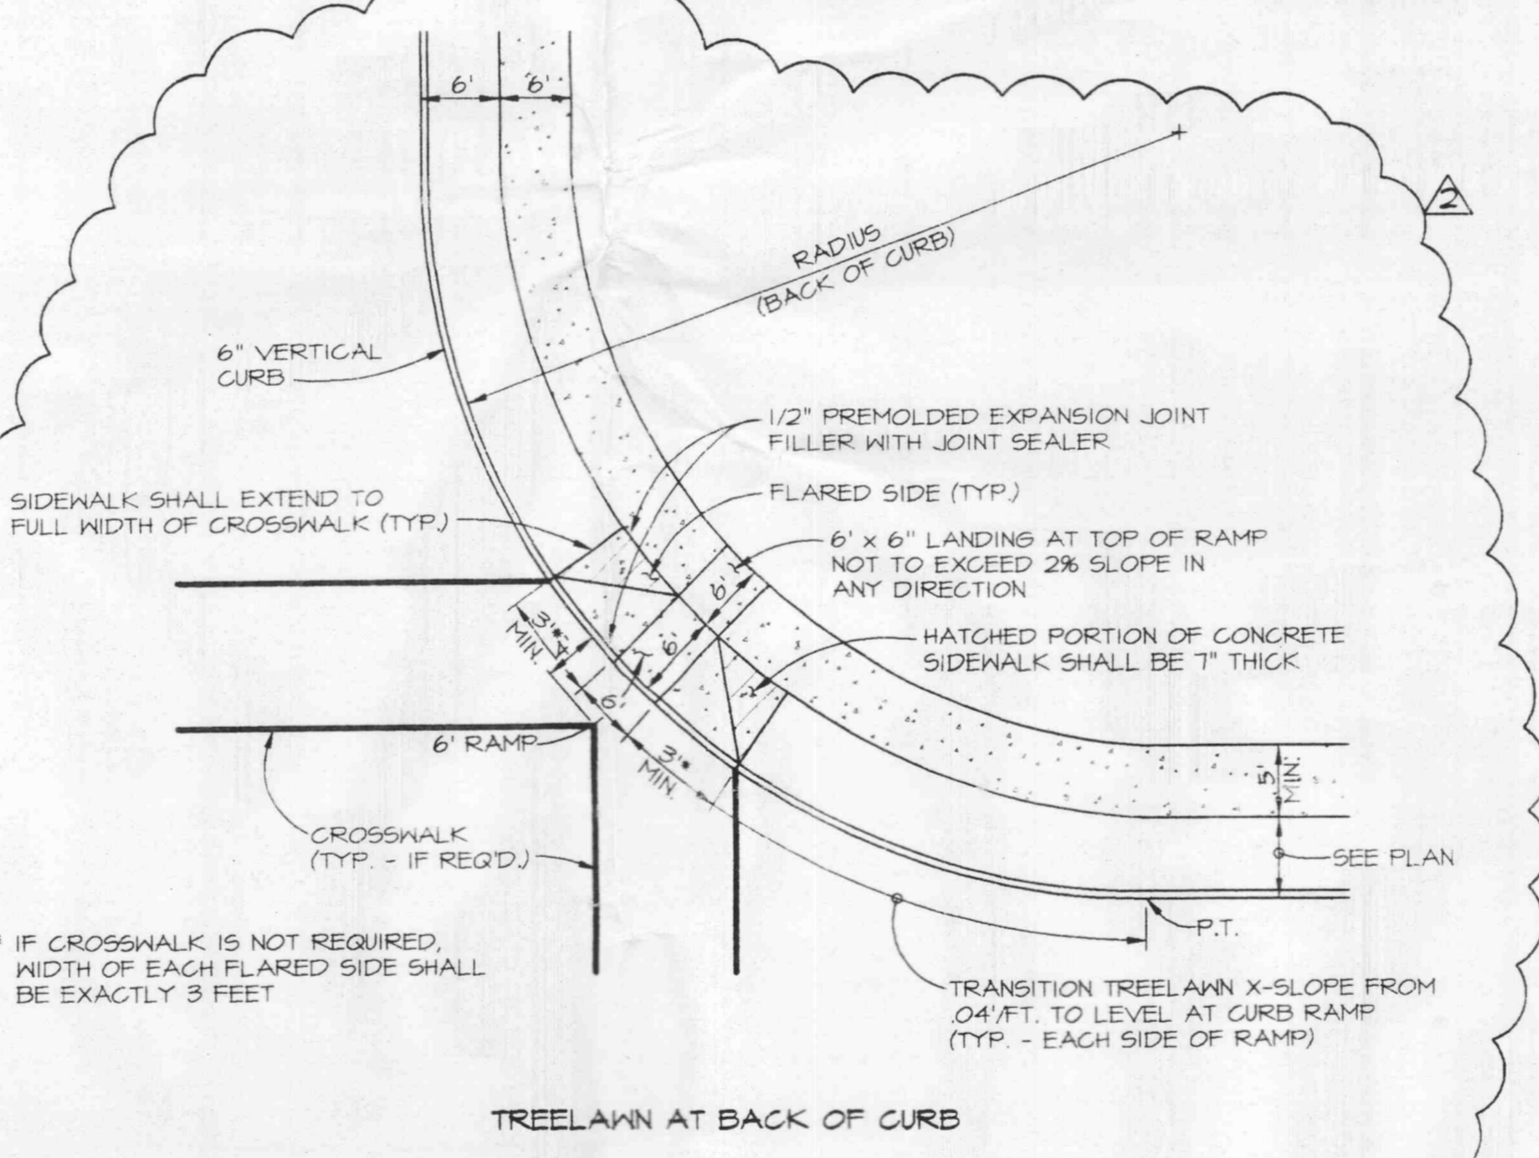 6' 6'
2
RADIUS
(BACK OF CURB)
6" VERTICAL
CURB
1/2" PREMOLDED EXPANSION JOINT
FILLER WITH JOINT SEALER
SIDEWALK SHALL EXTEND TO
FULL WIDTH OF CROSSWALK (TYP.)
FLARED SIDE (TYP.)
6' x 6" LANDING AT TOP OF RAMP
NOT TO EXCEED 2% SLOPE IN
ANY DIRECTION
6'
6'
3'*
MIN.
6'
HATCHED PORTION OF CONCRETE
SIDEWALK SHALL BE 7" THICK
6' RAMP
3'*
MIN.
5'
MIN.
CROSSWALK
(TYP. - IF REQ'D.)
SEE PLAN
P.T.
* IF CROSSWALK IS NOT REQUIRED,
WIDTH OF EACH FLARED SIDE SHALL
BE EXACTLY 3 FEET
TRANSITION TREELAWN X-SLOPE FROM
.04'/FT. TO LEVEL AT CURB RAMP
(TYP. - EACH SIDE OF RAMP)
TREELAWN AT BACK OF CURB